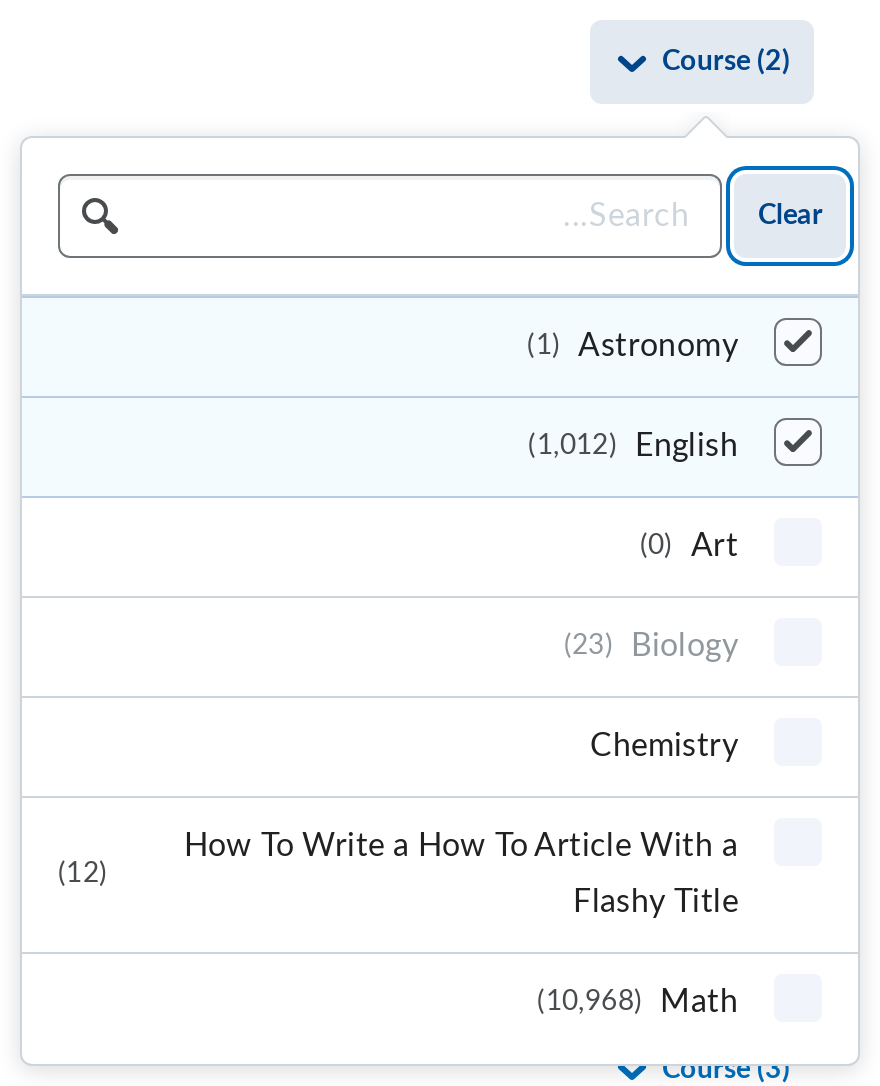 Course (2)
...Search
Clear
Astronomy (1)
English (1,012)
Art (0)
Biology (23)
Chemistry
How To Write a How To Article With a
Flashy Title
(12)
Math (10,968)
Course (3)